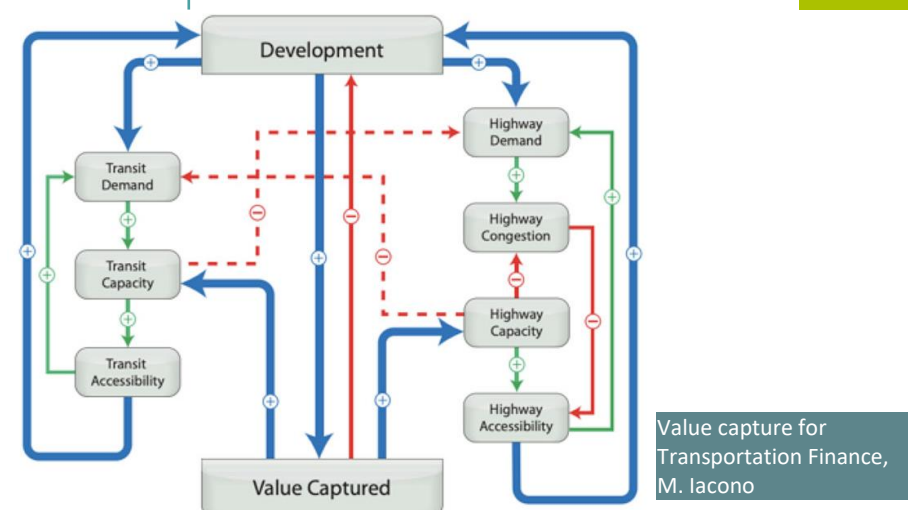 Development
Highway
Demand
Transit
Demand
Highway
Congestion
Transit
Capacity
Highway
Capacity
Transit
Accessibility
Highway
Accessibility
Value Captured
Value capture for
Transportation Finance,
M. Iacono